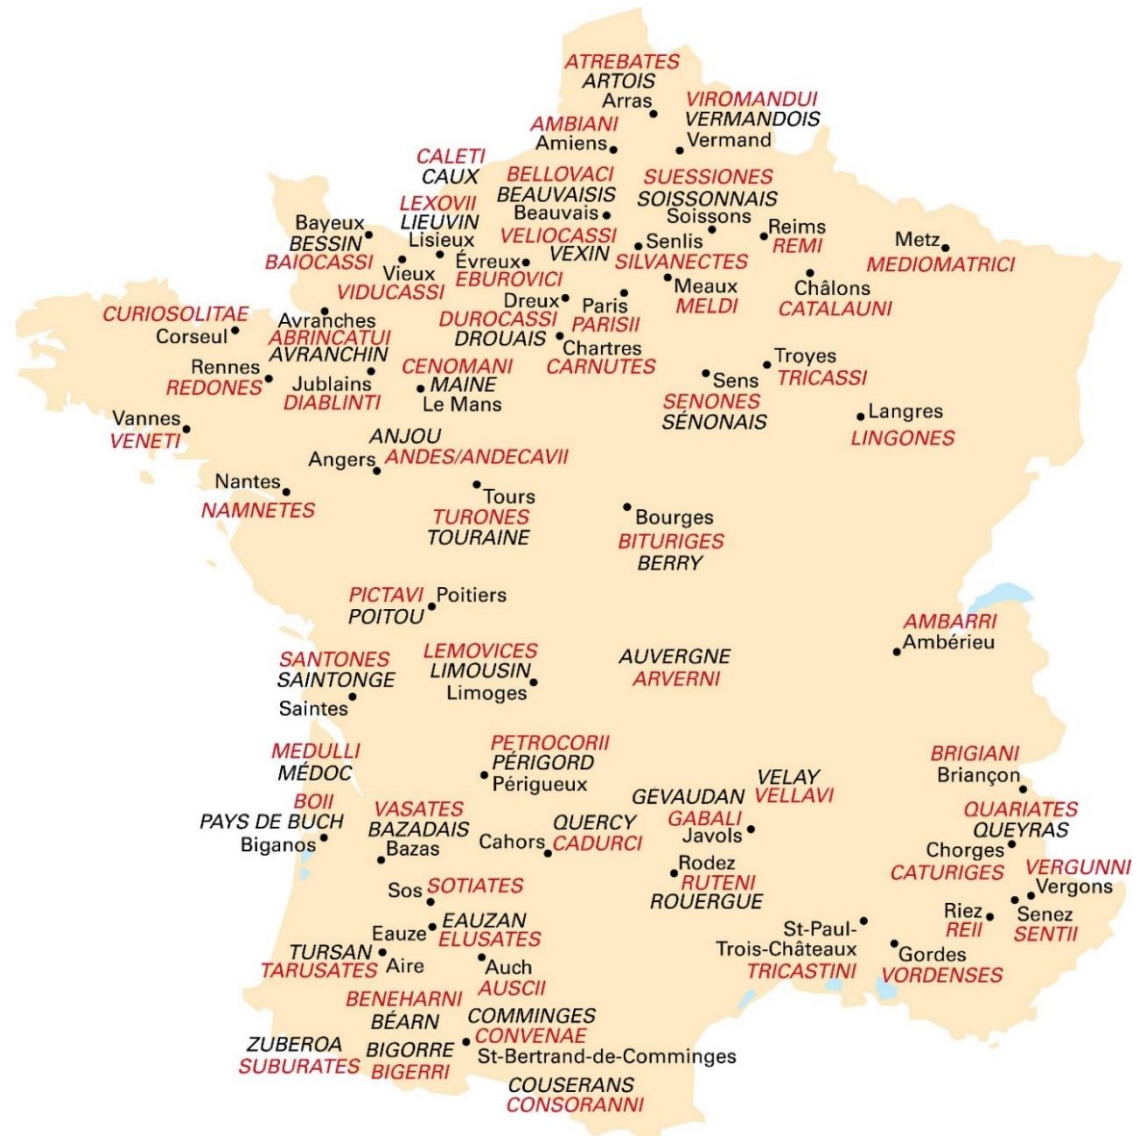 ATREBATES
ARTOIS
Arras
VIROMANDUI
VERMANDOIS
Vermand
AMBIANI
Amiens
CALETI
CAUX
BELLOVACI
BEAUVAISIS
Beauvais
SUESSIONES
SOISSONNAIS
Soissons
LEXOVII
LIEUVIN
Lisieux
Bayeux
BESSIN
BAIOCASSI
VELIOCASSI
VEXIN
Senlis
SILVANECTES
Reims
REMI
Metz
MEDIOMATRICI
Vieux
VIDUCASSI
Évreux
EBUROVICI
Meaux
MELDI
Châlons
CATALAUNI
Dreux
DUROCASSI
DROUAIS
Paris
PARISII
CURIOSOLITAE
Corseul
Avranches
ABRINCATUI
AVRANCHIN
Chartres
CARNUTES
Rennes
REDONES
Jublains
DIABLINTI
CENOMANI
MAINE
Le Mans
Sens
SENONES
SÉNONAIS
Troyes
TRICASSI
Vannes
VENETI
Langres
LINGONES
ANJOU
Angers
ANDES/ANDECAVII
Nantes
NAMNETES
Tours
TURONES
TOURAINE
Bourges
BITURIGES
BERRY
PICTAVI
POITOU
Poitiers
AMBARRI
Ambérieu
SANTONES
SAINTONGE
Saintes
LEMOVICES
LIMOUSIN
Limoges
AUVERGNE
ARVERNI
MEDULLI
MÉDOC
PETROCORII
PÉRIGORD
Périgueux
BRIGIANI
Briançon
BOII
PAYS DE BUCH
Biganos
VASATES
BAZADAIS
Bazas
QUERCY
Cahors
CADURCI
GÉVAUDAN
GABALI
Javols
VELAY
VELLAVI
QUARIATES
QUEYRAS
Chorges
CATURIGES
VERGUNNI
Vergons
Sos
SOTIATES
Rodez
RUTENI
ROUERGUE
Riez
REII
Senez
SENTII
Eauze
EAUZAN
ELUSATES
St-Paul-
Trois-Châteaux
TRICASTINI
Gordes
VORDENSES
TURSAN
TARUSATES
Aire
Auch
AUSCII
BENEHARNI
BÉARN
COMMINGES
CONVENAE
St-Bertrand-de-Comminges
ZUBEROA
SUBURATES
BIGORRE
BIGERRI
COUSERANS
CONSORANNI